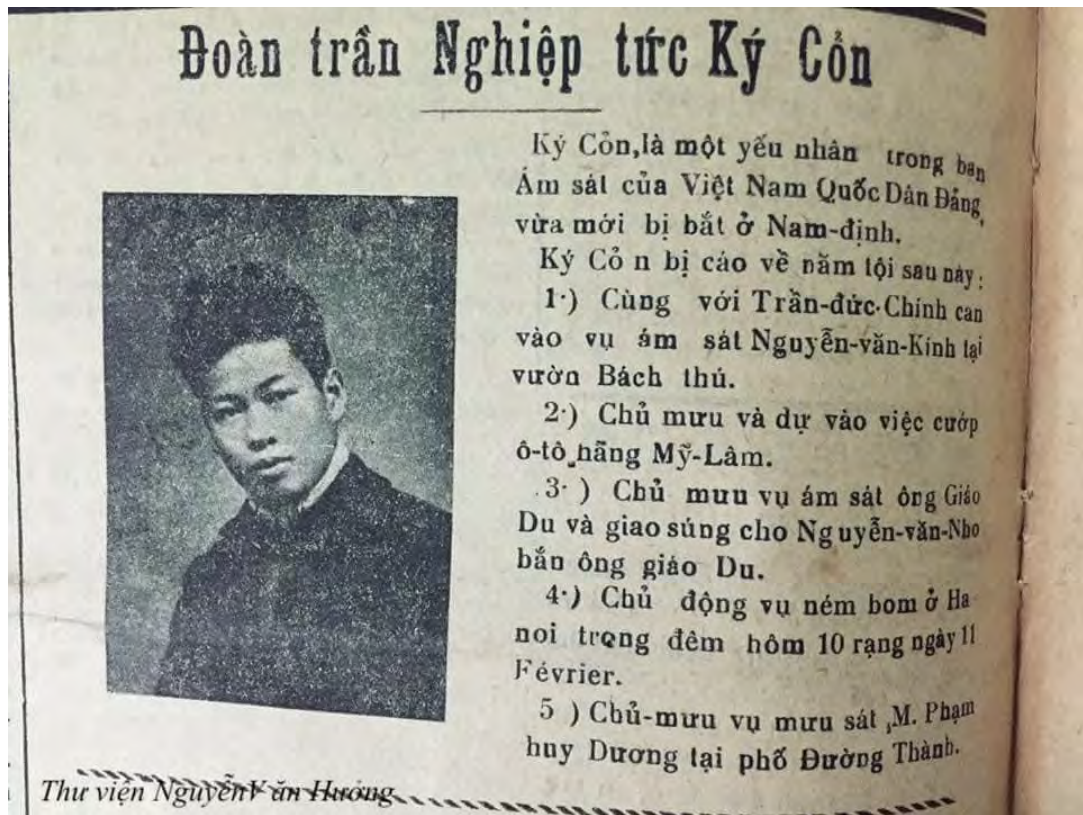 Đoàn trần Nghiệp tức Ký Cỏn
Ký Cỏn,là một yếu nhân trong ban
Ám sát của Việt Nam Quốc Dân Đảng,
vừa mới bị bắt ở Nam-định.
Ký Cỏ n bị cáo về năm tội sau này:
1·) Cùng với Trần-đức-Chính can
vào vụ ám sát Nguyễn-văn-Kính tại
vườn Bách thú.
2·) Chủ mưu và dự vào việc cướp
ô-tô hãng Mỹ-Lâm.
3· ) Chủ mưu vụ ám sát ông Giáo
Du và giao súng cho Nguyễn-văn-Nho
bắn ông giáo Du.
4·) Chủ động vụ ném bom ở Ha
noi trong đêm hôm 10 rạng ngày 11
Février.
5 ) Chủ-mưu vụ mưu sát ,M. Phạm
huy Dương tại phố Đường Thành.
Thư viện NguyễnV ăn Hưởng